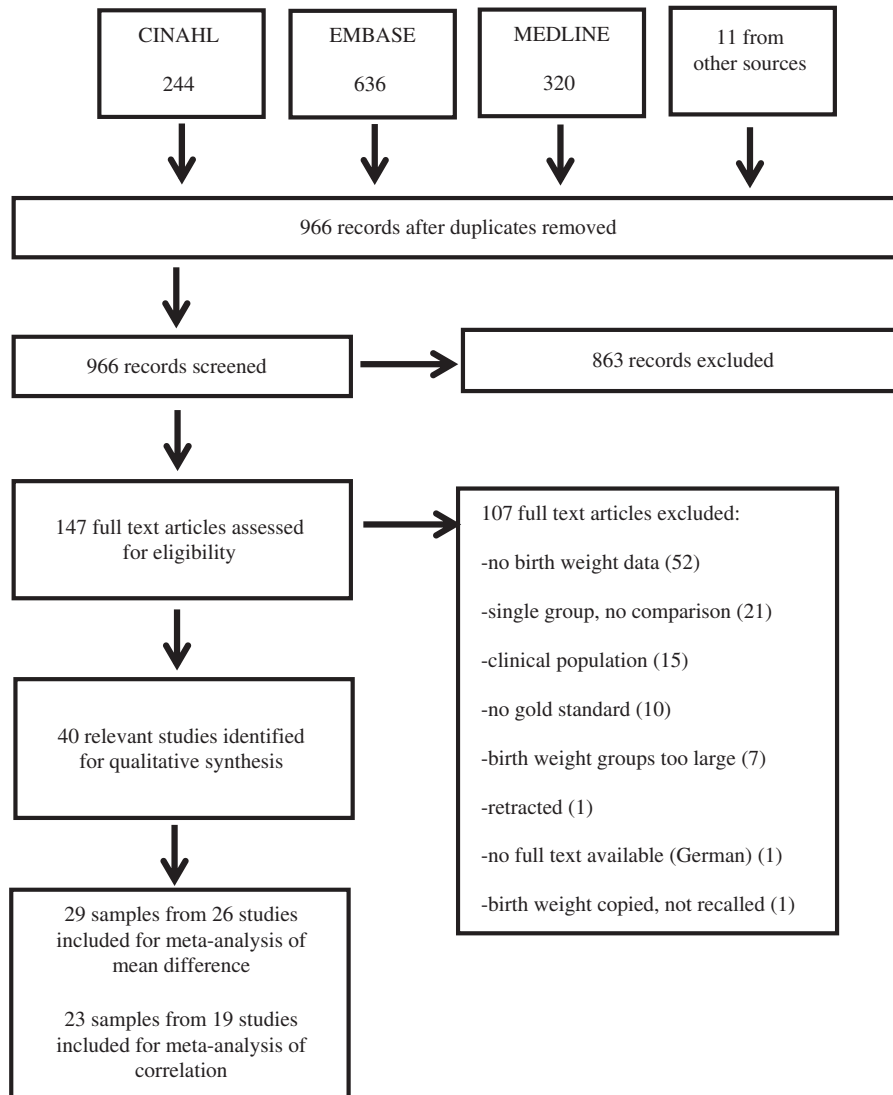 CINAHL
244
EMBASE
636
MEDLINE
320
11 from
other sources
966 records after duplicates removed
966 records screened
863 records excluded
147 full text articles assessed
for eligibility
107 full text articles excluded:
-no birth weight data (52)
-single group, no comparison (21)
-clinical population (15)
-no gold standard (10)
-birth weight groups too large (7)
-retracted (1)
-no full text available (German) (1)
-birth weight copied, not recalled (1)
40 relevant studies identified
for qualitative synthesis
29 samples from 26 studies
included for meta-analysis of
mean difference
23 samples from 19 studies
included for meta-analysis of
correlation